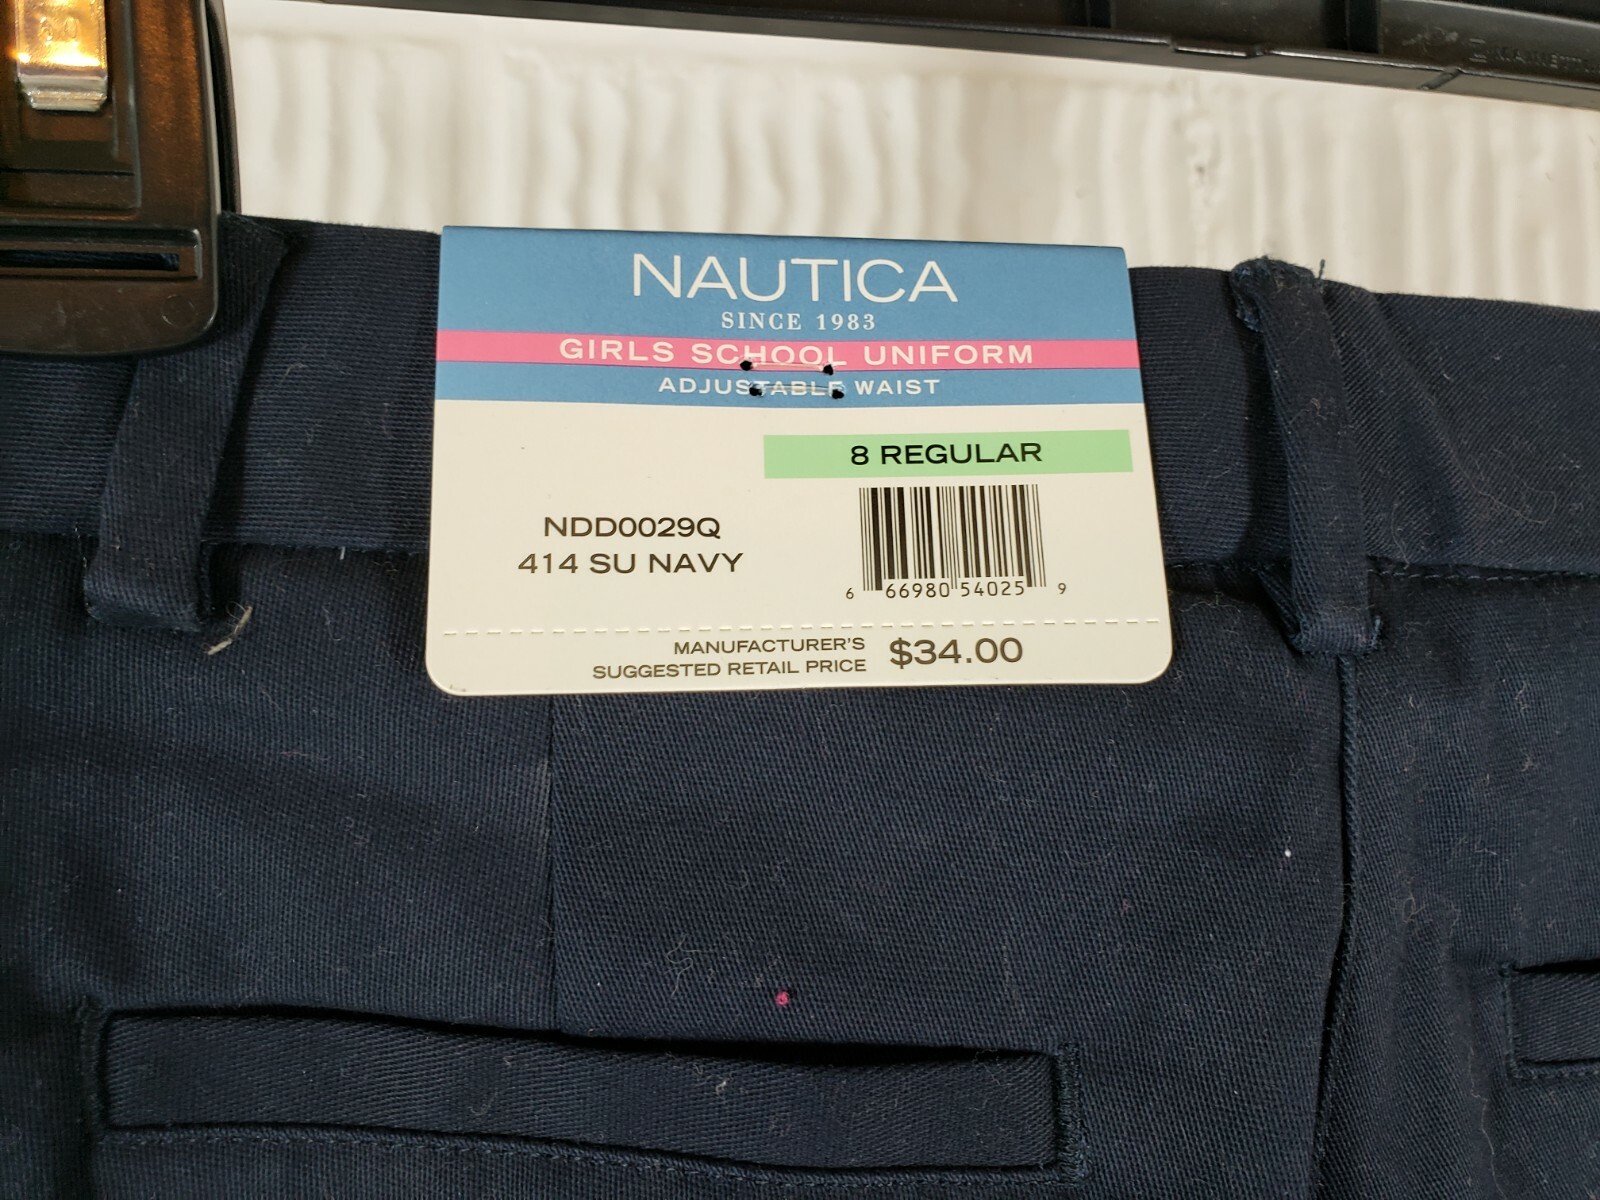 NAUTICA
SINCE 1983
GIRLS SCHOOL UNIFORM
ADJUSTABLE WAIST
8 REGULAR
NDD0029Q
414 SU NAVY
6 66980 54025 9
MANUFACTURER'S
SUGGESTED RETAIL PRICE $34.00